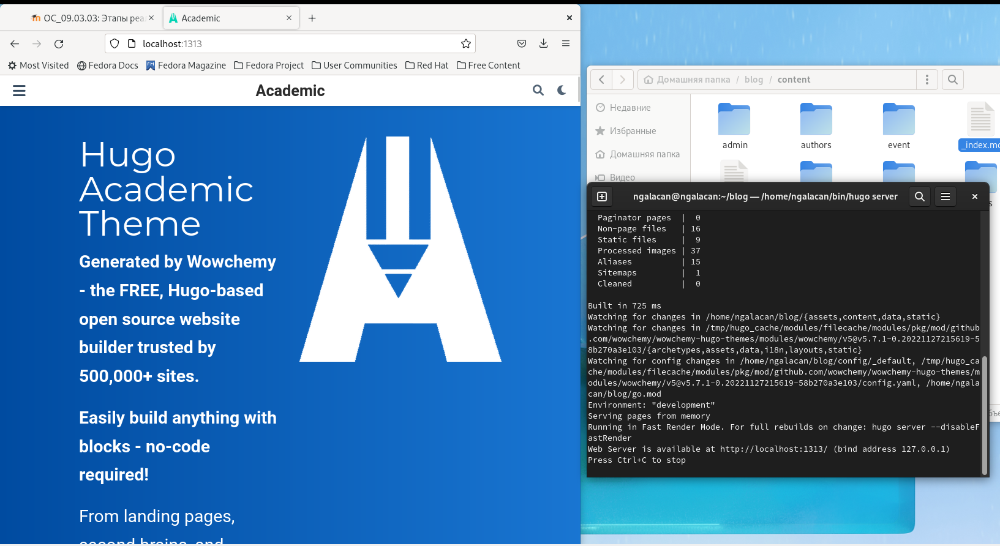 ОС_09.03.03: Этапы реа
Academic
localhost:1313
Most Visited
Fedora Docs
Fedora Magazine
Fedora Project
User Communities
Red Hat
Free Content
Academic
Hugo
Academic
Theme
Generated by Wowchemy
- the FREE, Hugo-based
open source website
builder trusted by
500,000+ sites.
Easily build anything with
blocks - no-code
required!
From landing pages,
second brains, and
Домашняя папка / blog / content
Недавние
Избранные
Домашняя папка
Видео
admin
authors
event
_index.md
ngalacan@ngalacan:~/blog — /home/ngalacan/bin/hugo server
Paginator pages | 0
Non-page files | 16
Static files | 9
Processed images | 37
Aliases | 15
Sitemaps | 1
Cleaned | 0
Built in 725 ms
Watching for changes in /home/ngalacan/blog/{assets,content,data,static}
Watching for changes in /tmp/hugo_cache/modules/filecache/modules/pkg/mod/github
.com/wowchemy/wowchemy-hugo-themes/modules/wowchemy/v5@v5.7.1-0.20221127215619-5
8b270a3e103/{archetypes,assets,data,i18n,layouts,static}
Watching for config changes in /home/ngalacan/blog/config/_default, /tmp/hugo_ca
che/modules/filecache/modules/pkg/mod/github.com/wowchemy/wowchemy-hugo-themes/m
odules/wowchemy/v5@v5.7.1-0.20221127215619-58b270a3e103/config.yaml, /home/ngala
can/blog/go.mod
Environment: "development"
Serving pages from memory
Running in Fast Render Mode. For full rebuilds on change: hugo server --disableF
astRender
Web Server is available at http://localhost:1313/ (bind address 127.0.0.1)
Press Ctrl+C to stop